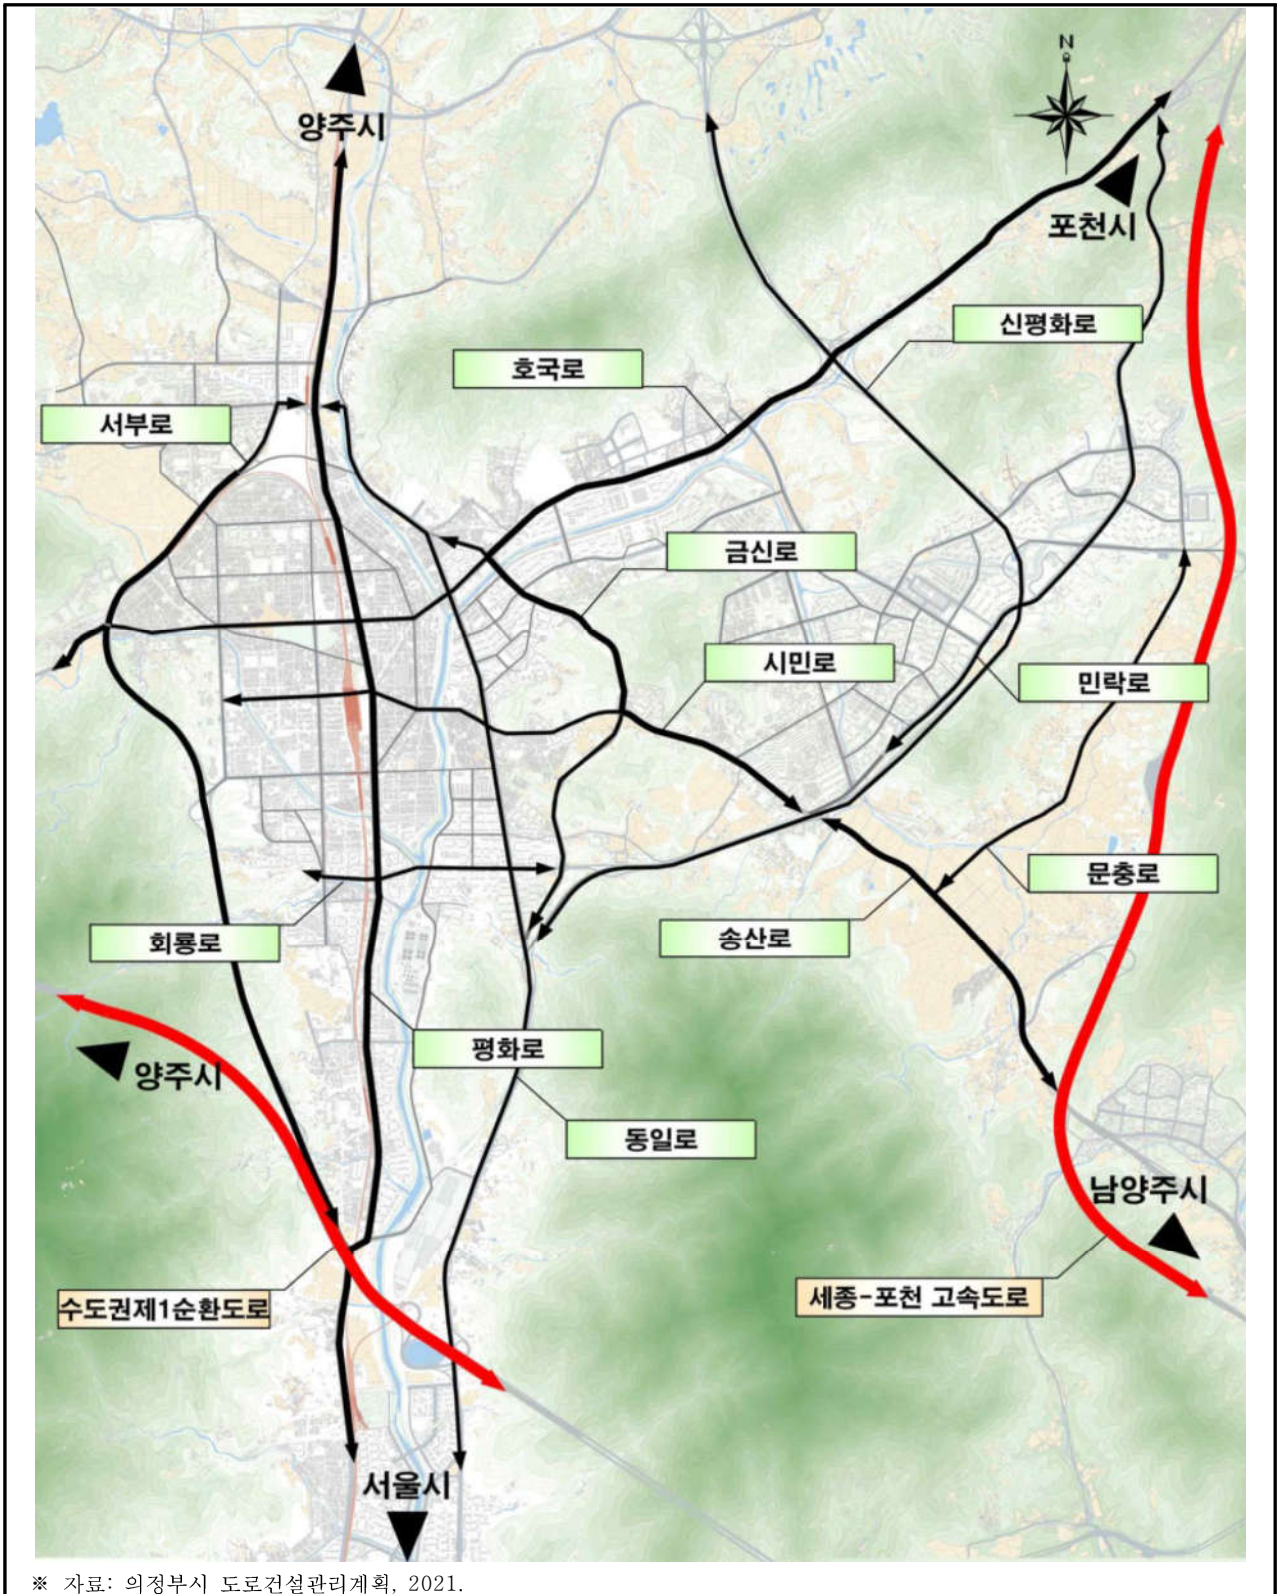 N
양주시
포천시
신평화로
호국로
서부로
금신로
시민로
민락로
문충로
회룡로
송산로
평화로
양주시
동일로
남양주시
수도권제1순환도로
세종-포천 고속도로
서울시
※ 자료: 의정부시 도로건설관리계획, 2021.